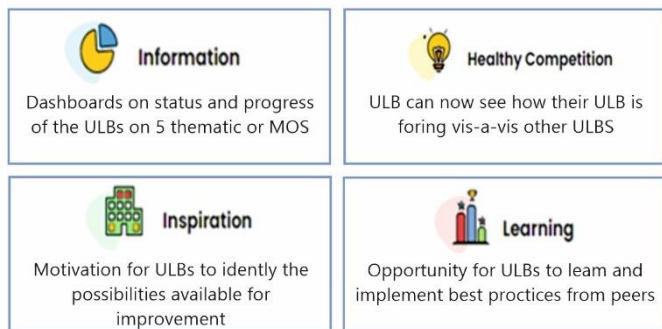 Information
Dashboards on status and progress
of the ULBs on 5 thematic or MOS
Healthy Competition
ULB can now see how their ULB is
foring vis-a-vis other ULBS
Inspiration
Motivation for ULBs to idently the
possibilities available for
improvement
Learning
Opportunity for ULBs to leam and
implement best proctices from peers